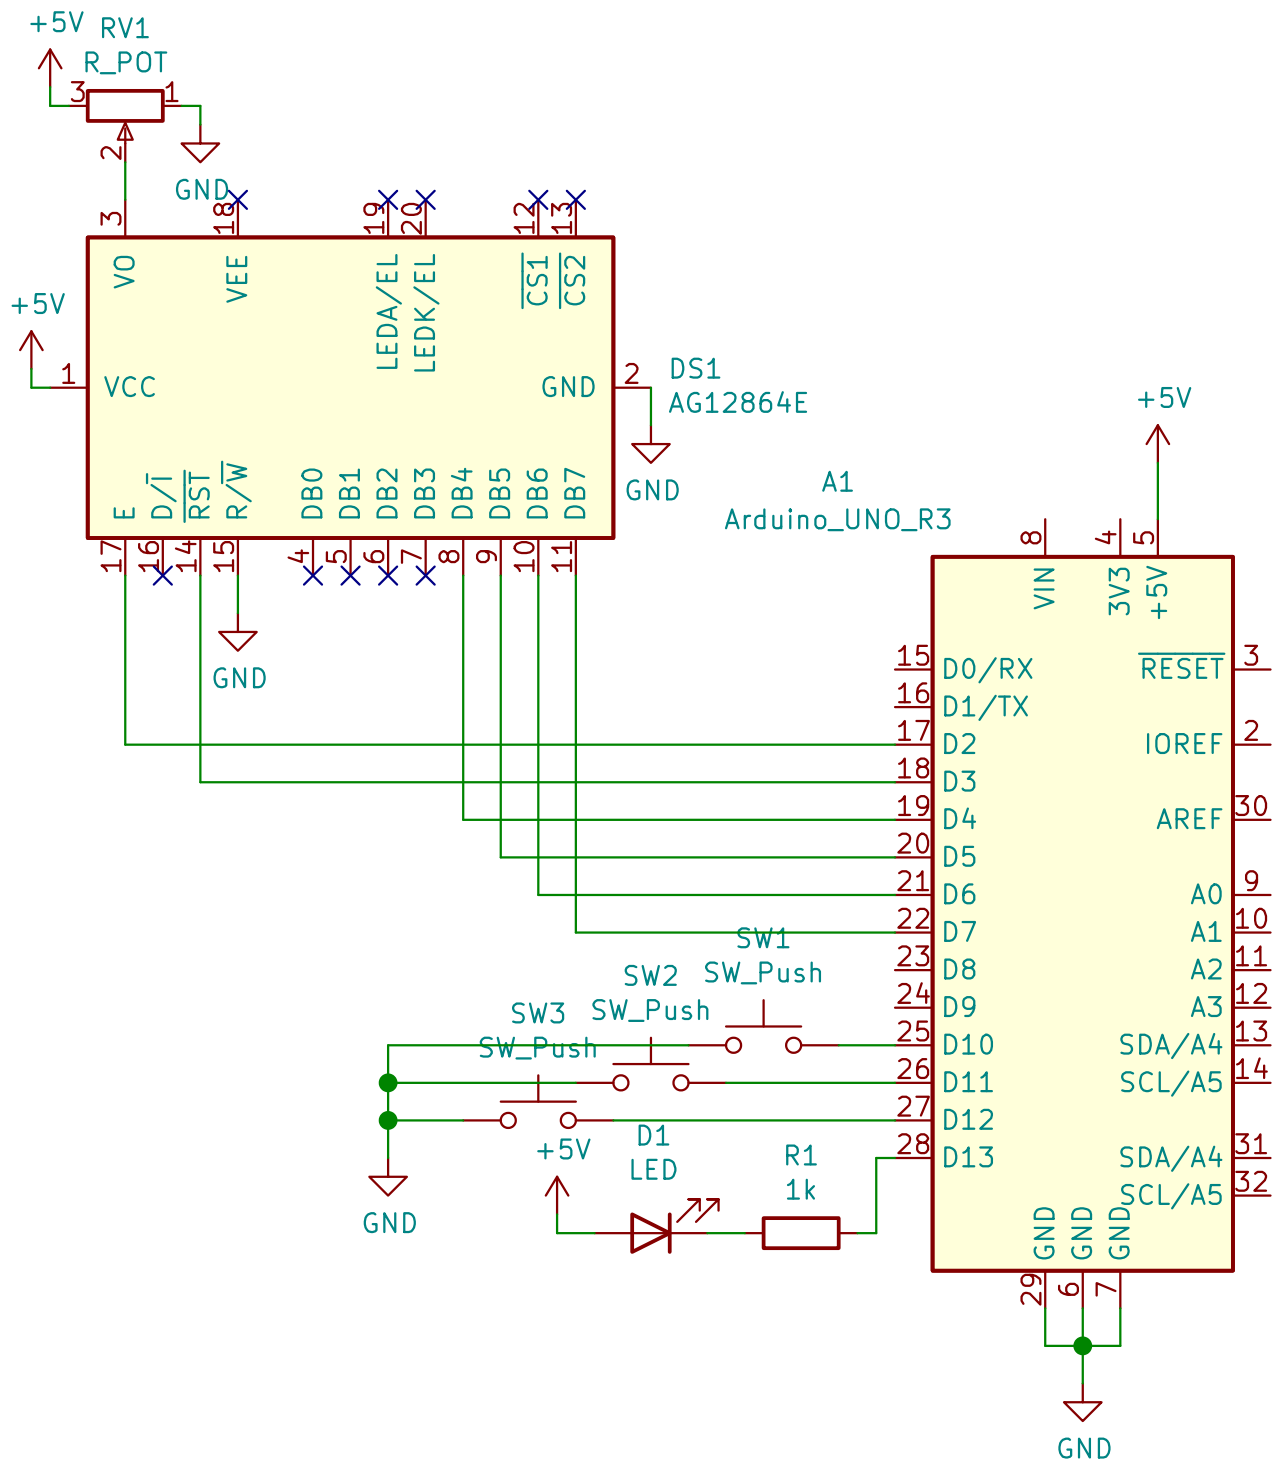 +5V
RV1
R_POT
3
1
2
GND
3
18
19
20
12
13
VO
VEE
LEDA/EL
LEDK/EL
CS1
CS2
+5V
1
VCC
GND
2
DS1
AG12864E
GND
E
D/I
RST
R/W
DB0
DB1
DB2
DB3
DB4
DB5
DB6
DB7
17
16
14
15
4
5
6
7
8
9
10
11
GND
+5V
A1
Arduino_UNO_R3
8
4
5
VIN
3V3
+5V
15
D0/RX
RESET
3
16
D1/TX
17
D2
IOREF
2
18
D3
19
D4
AREF
30
20
D5
21
D6
A0
9
22
D7
A1
10
23
D8
A2
11
24
D9
A3
12
25
D10
SDA/A4
13
26
D11
SCL/A5
14
27
D12
28
D13
SDA/A4
31
SCL/A5
32
SW1
SW_Push
SW2
SW_Push
SW3
SW_Push
GND
+5V
D1
LED
R1
1k
GND
GND
GND
29
6
7
GND